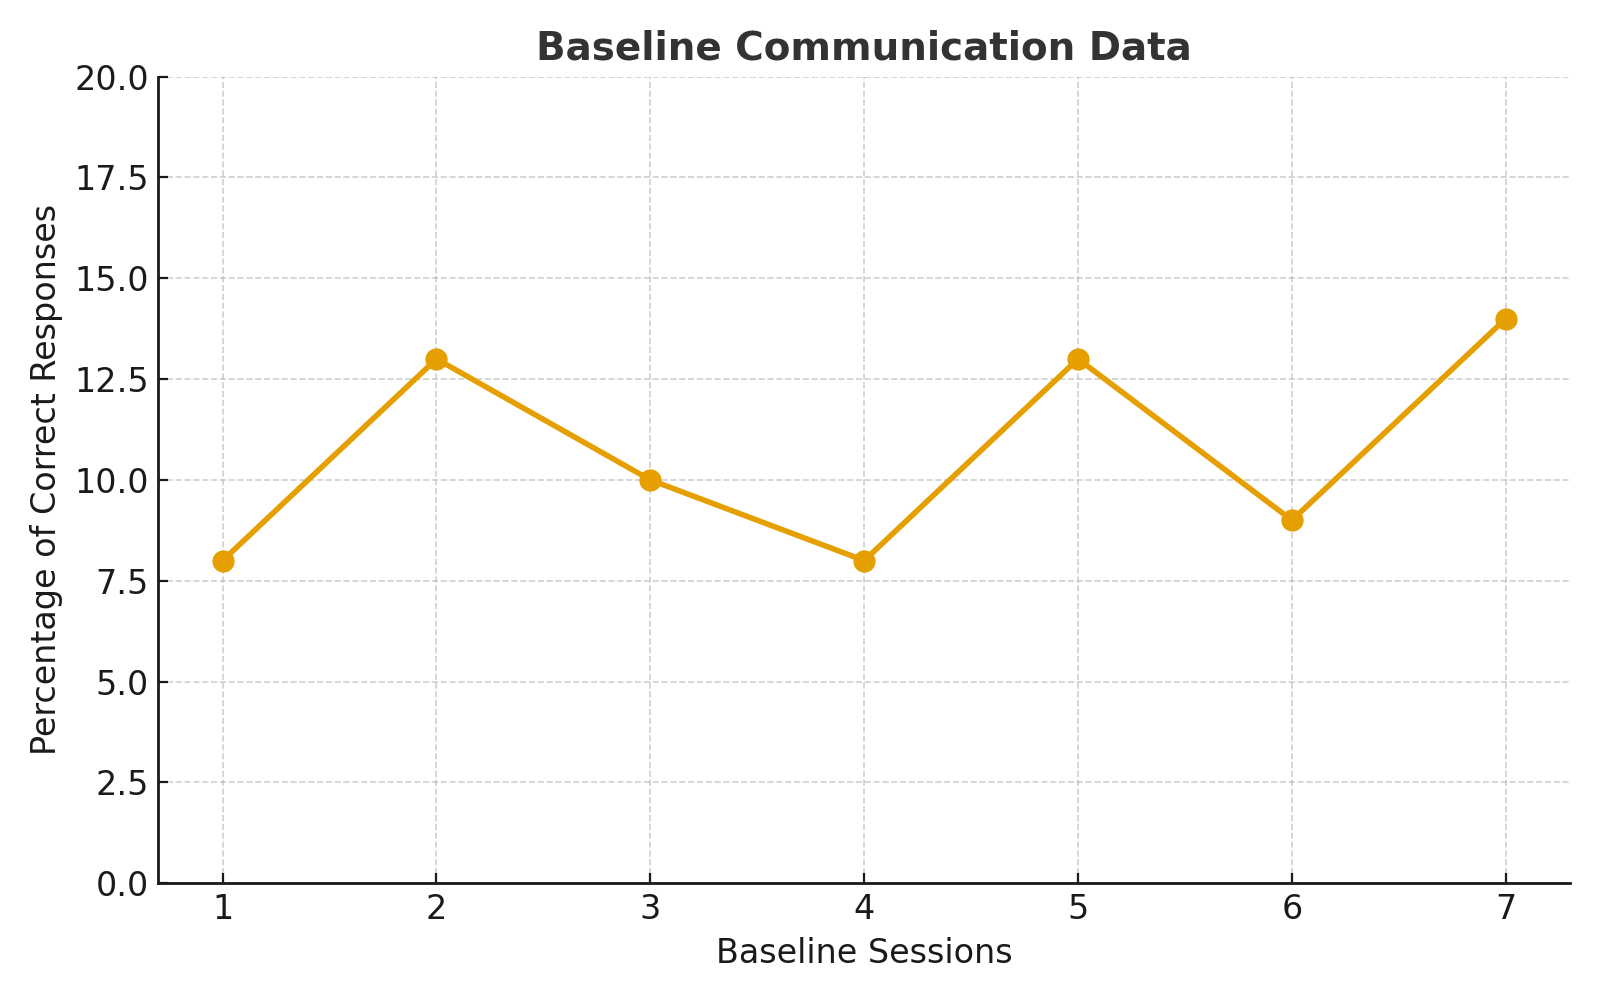 Baseline Communication Data
Percentage of Correct Responses
20.0
17.5
15.0
12.5
10.0
7.5
5.0
2.5
0.0
1 2 3 4 5 6 7
Baseline Sessions